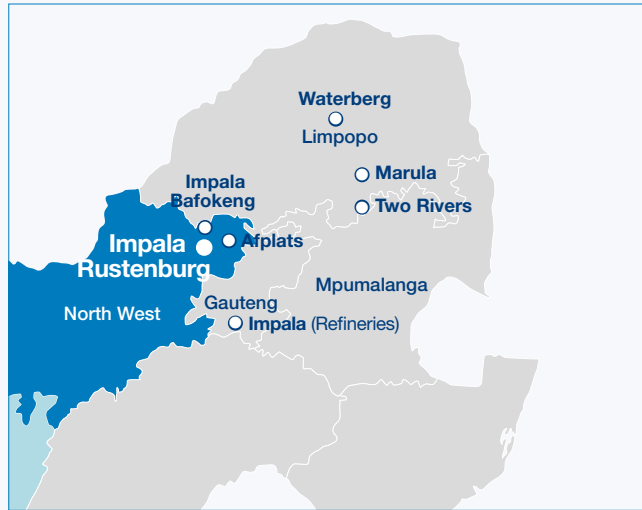 Waterberg
Limpopo
Marula
Impala
Bafokeng
Two Rivers
Impala
Rustenburg
Afplats
Mpumalanga
North West
Gauteng
Impala (Refineries)